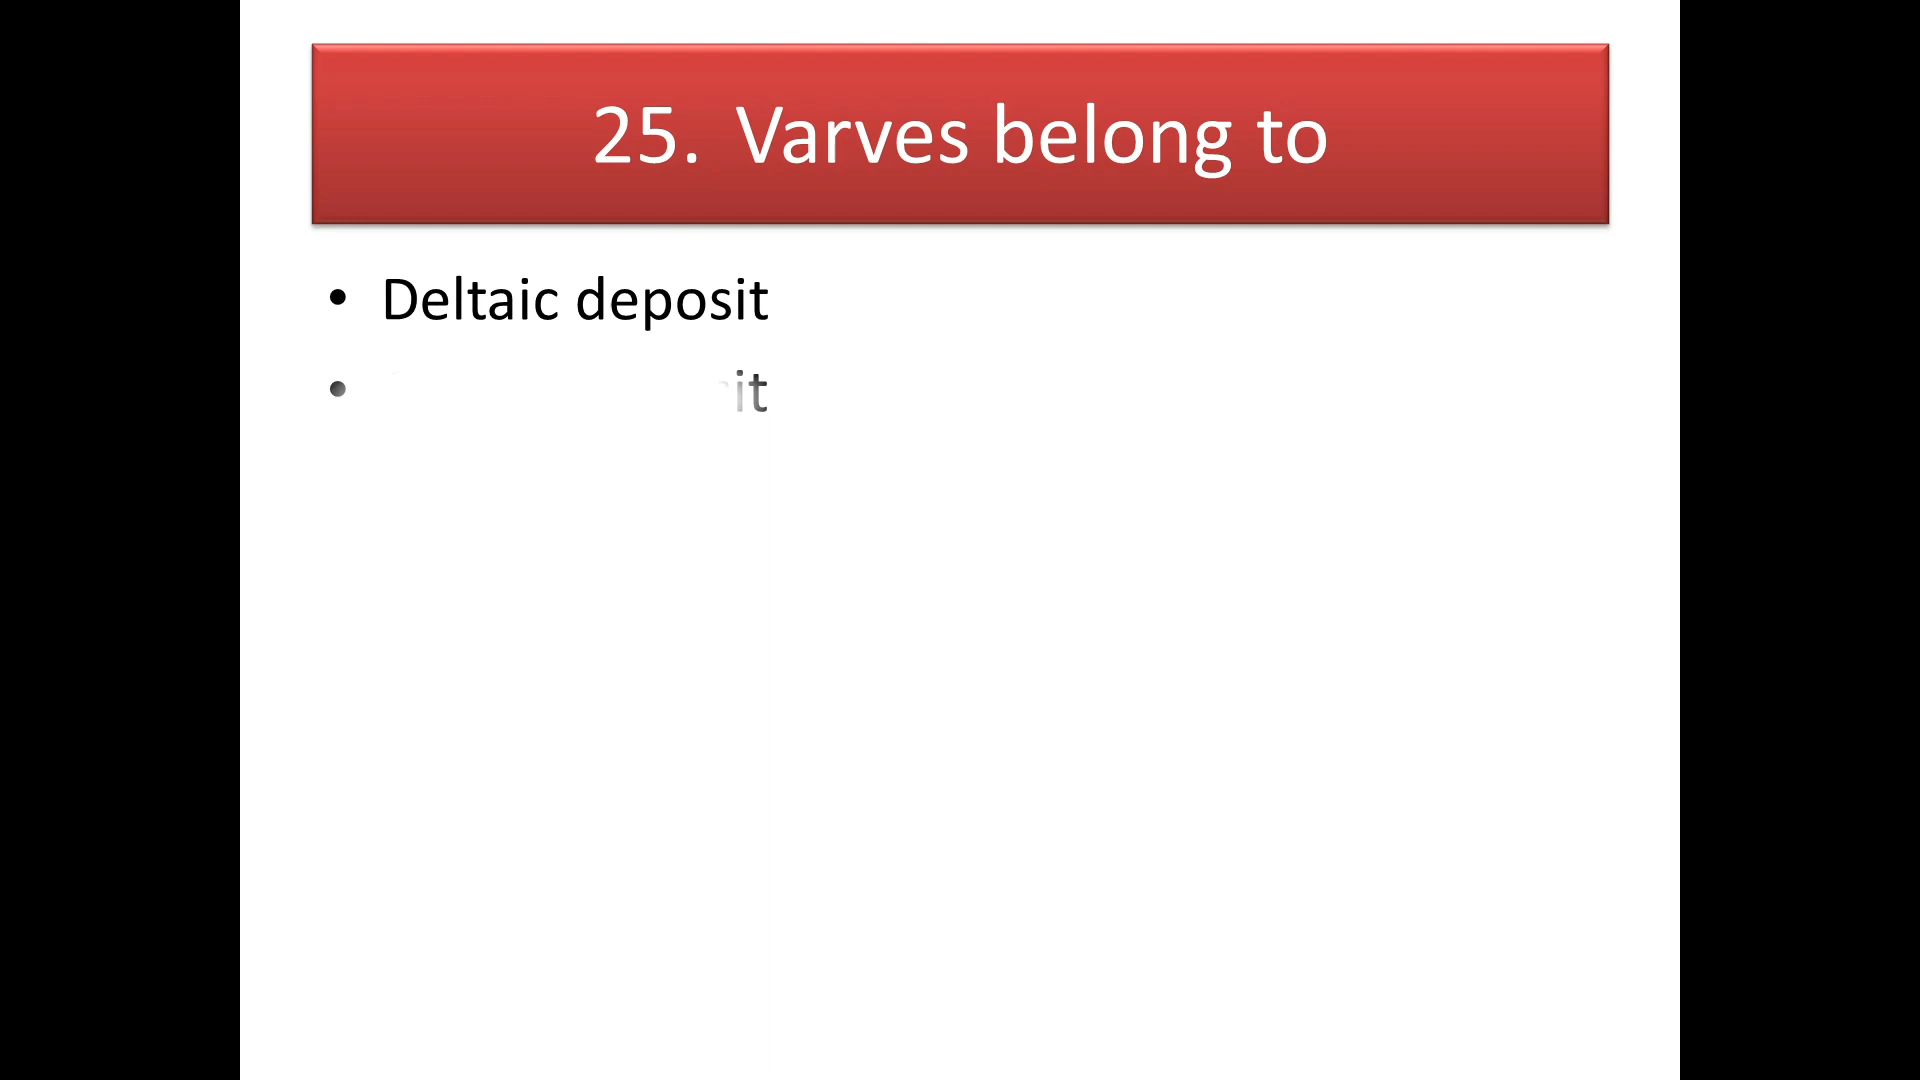 25. Varves belong to
• Deltaic deposit
•